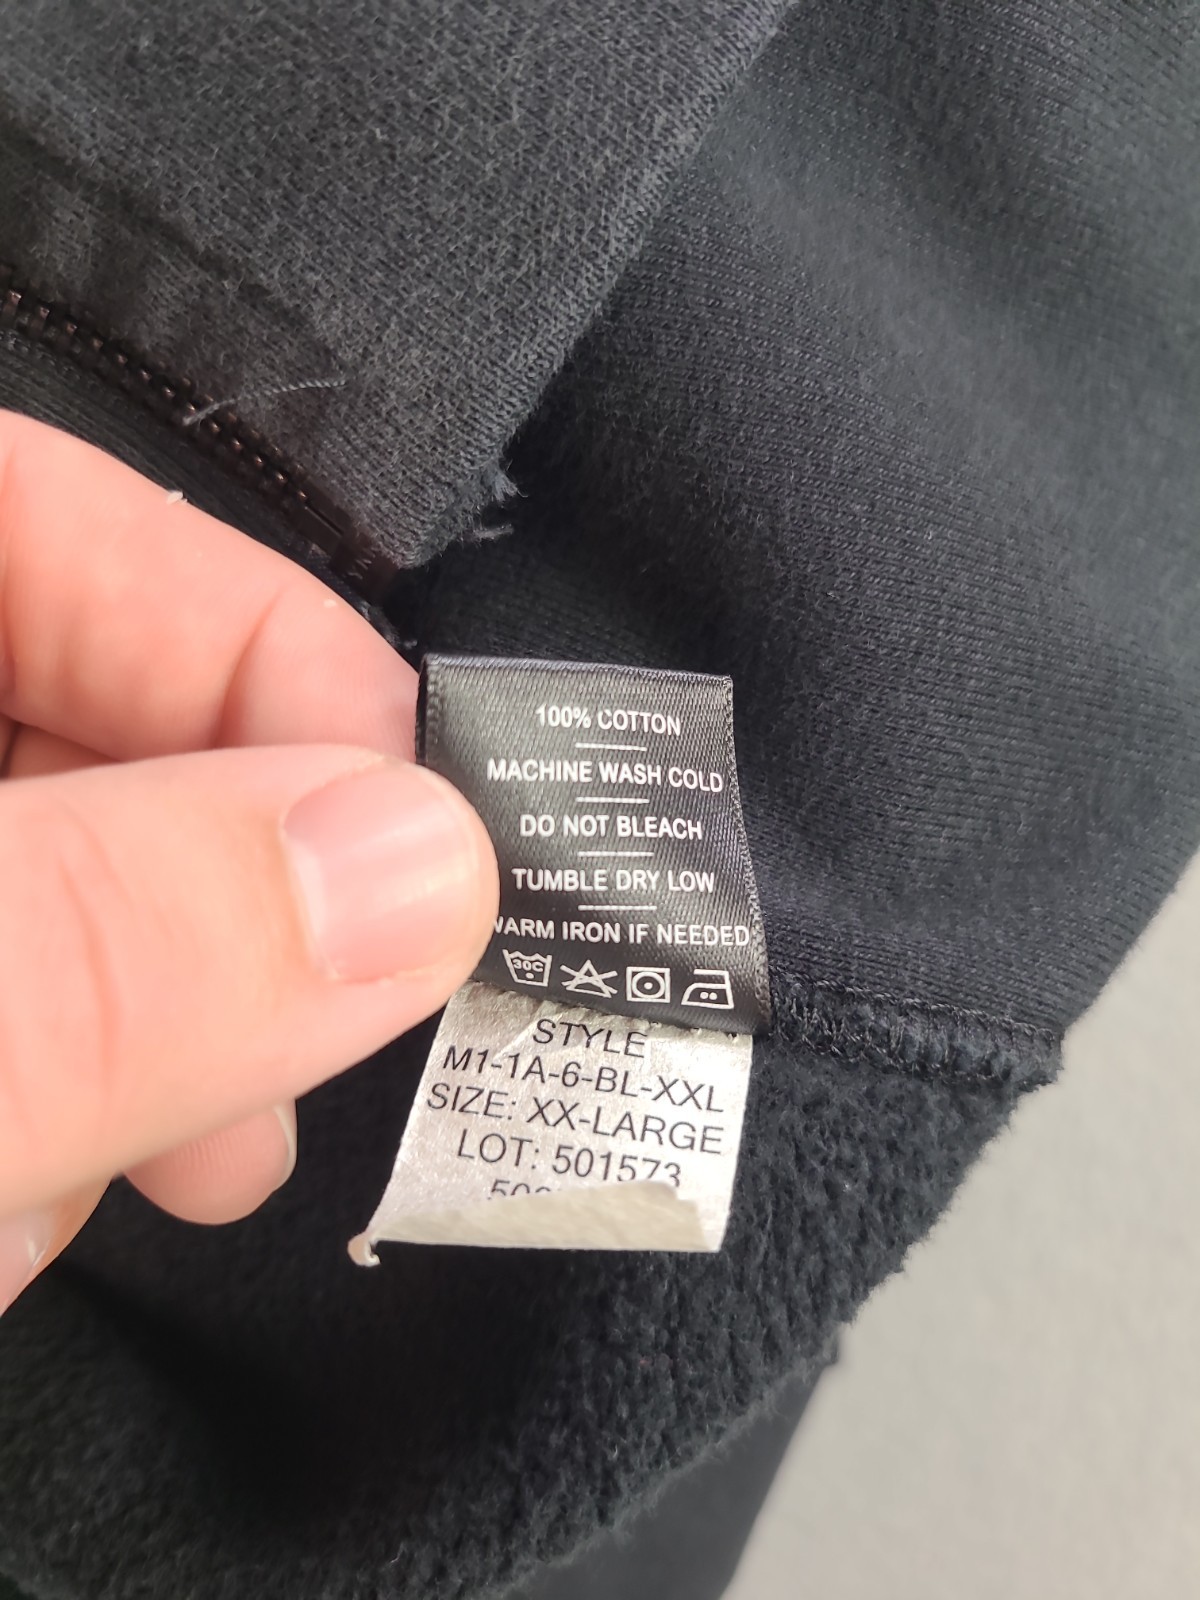 100% COTTON
MACHINE WASH COLD
DO NOT BLEACH
TUMBLE DRY LOW
WARM IRON IF NEEDED
30C
STYLE
M1-1A-6-BL-XXL
SIZE: XX-LARGE
LOT: 501573